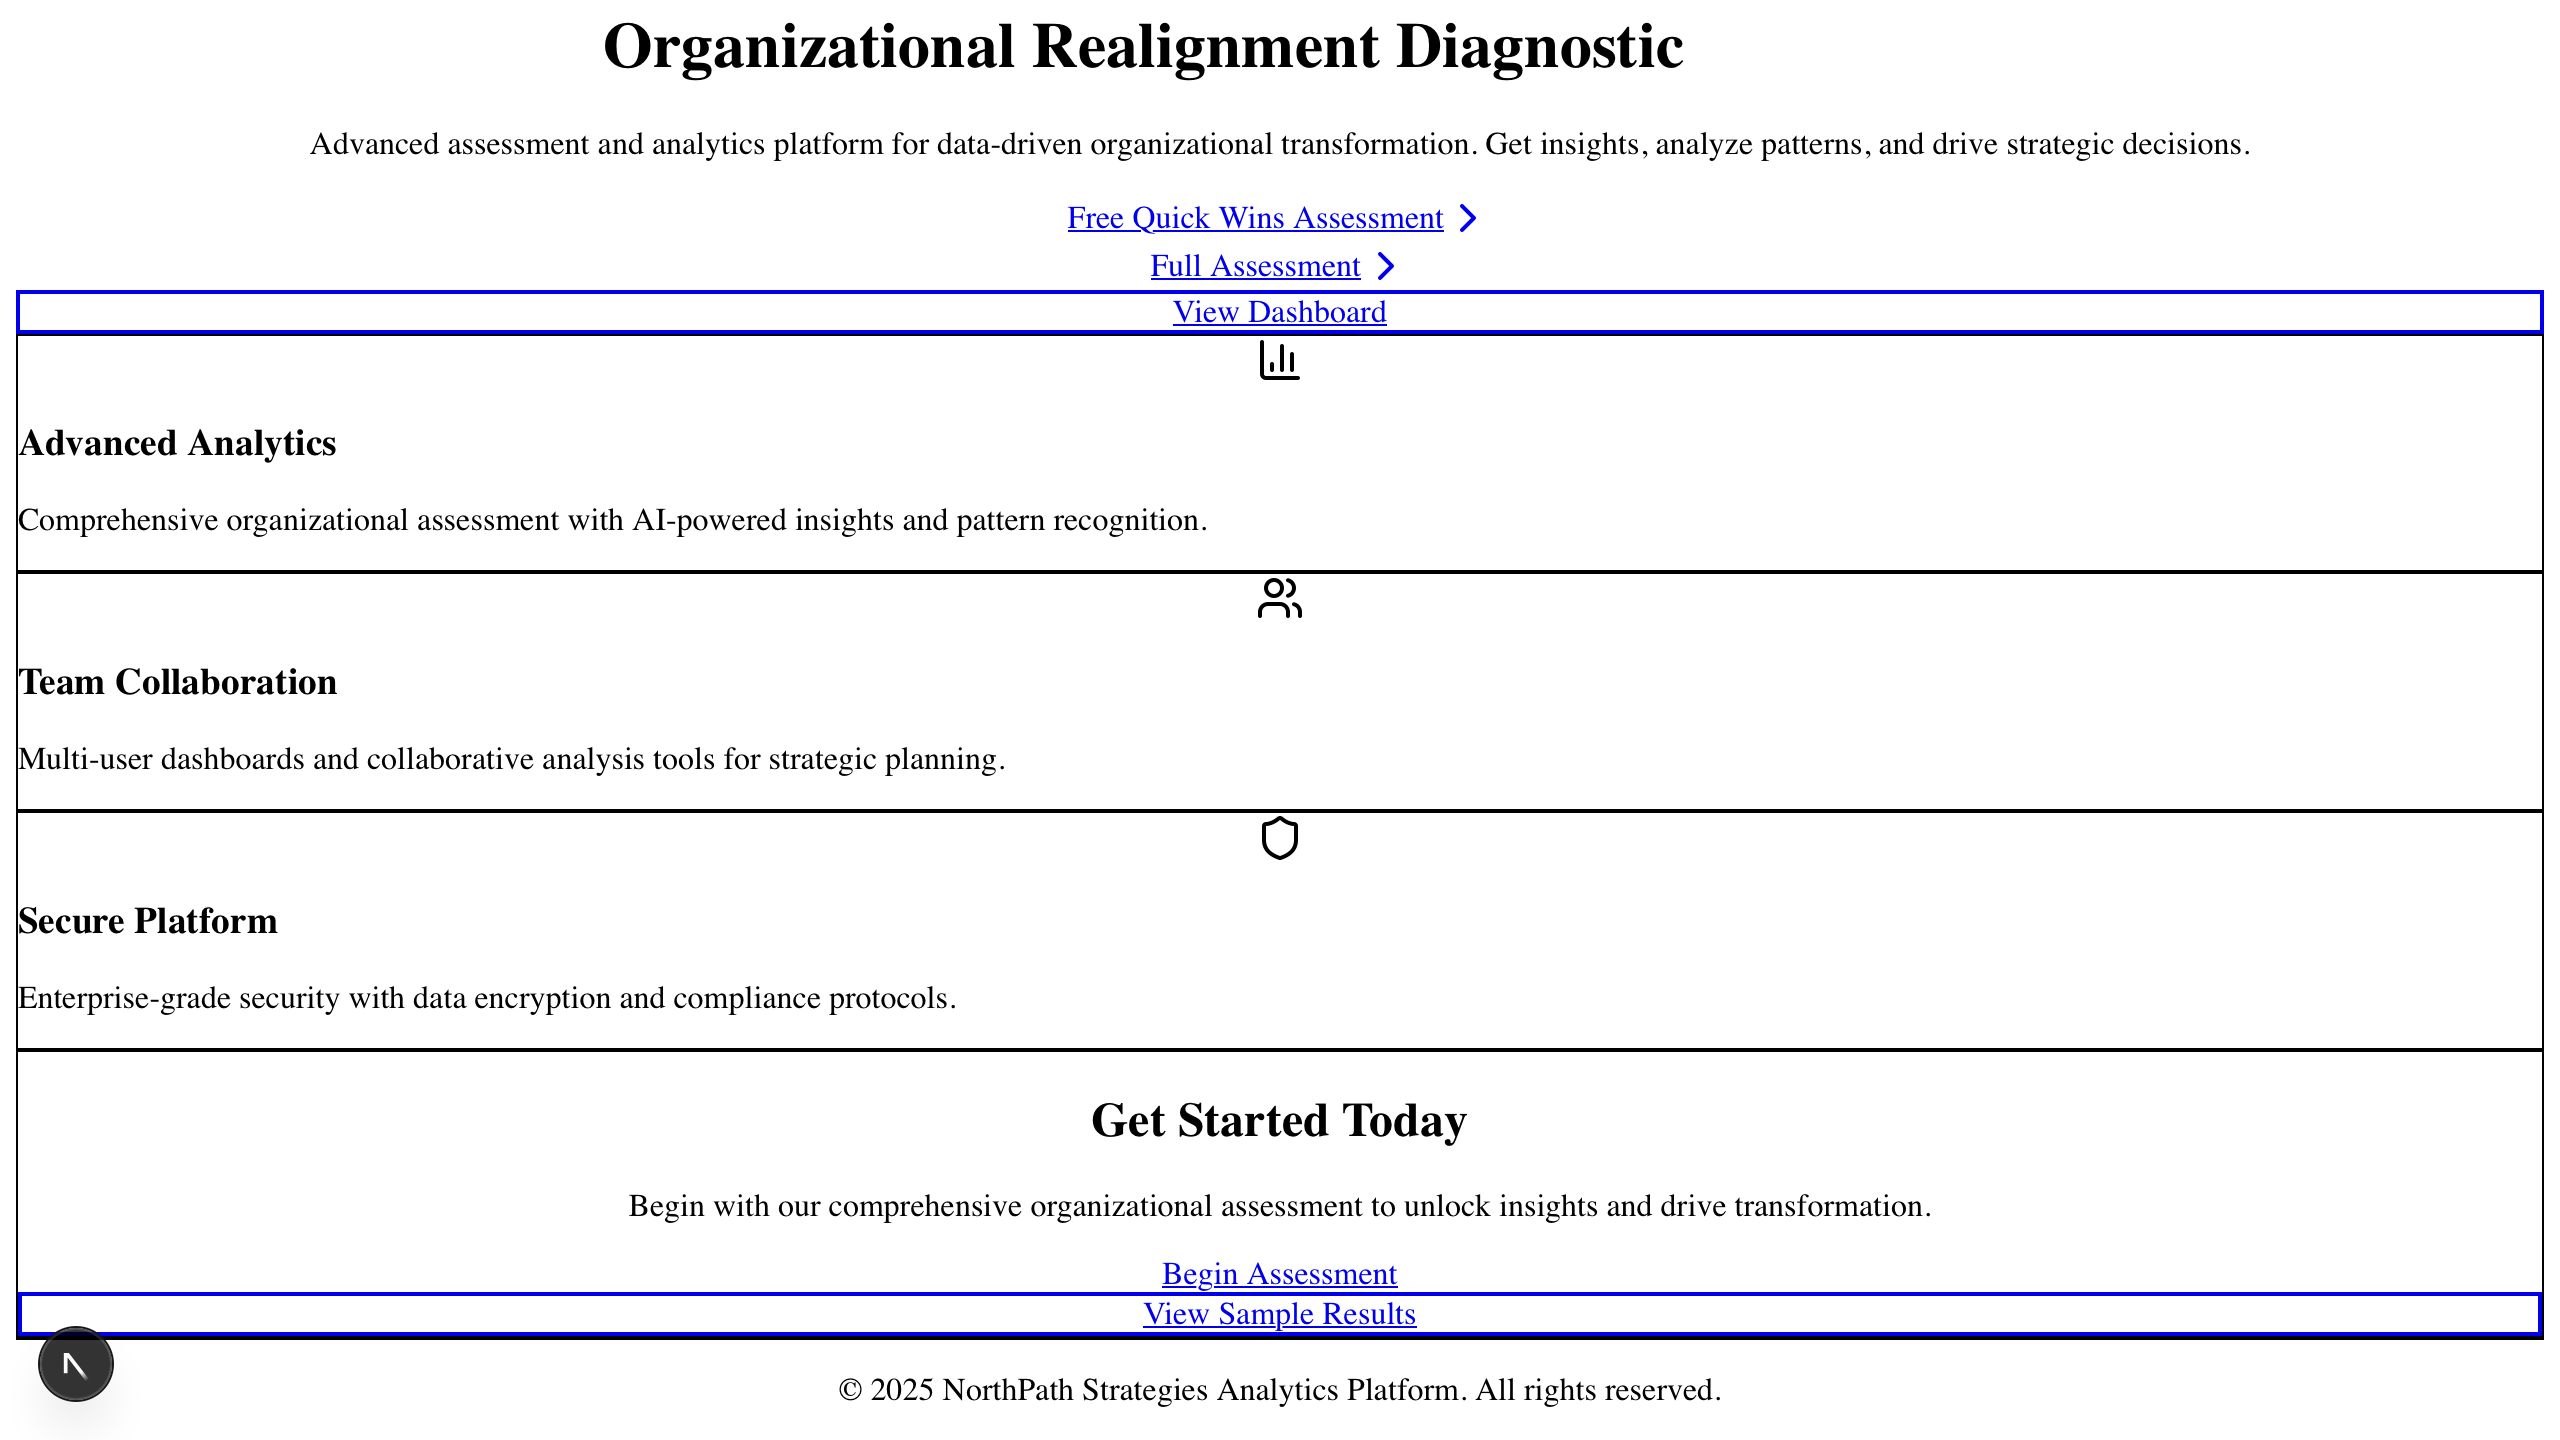 Organizational Realignment Diagnostic
Advanced assessment and analytics platform for data-driven organizational transformation. Get insights, analyze patterns, and drive strategic decisions.
Free Quick Wins Assessment
Full Assessment
View Dashboard
Advanced Analytics
Comprehensive organizational assessment with AI-powered insights and pattern recognition.
Team Collaboration
Multi-user dashboards and collaborative analysis tools for strategic planning.
Secure Platform
Enterprise-grade security with data encryption and compliance protocols.
Get Started Today
Begin with our comprehensive organizational assessment to unlock insights and drive transformation.
Begin Assessment
View Sample Results
© 2025 NorthPath Strategies Analytics Platform. All rights reserved.